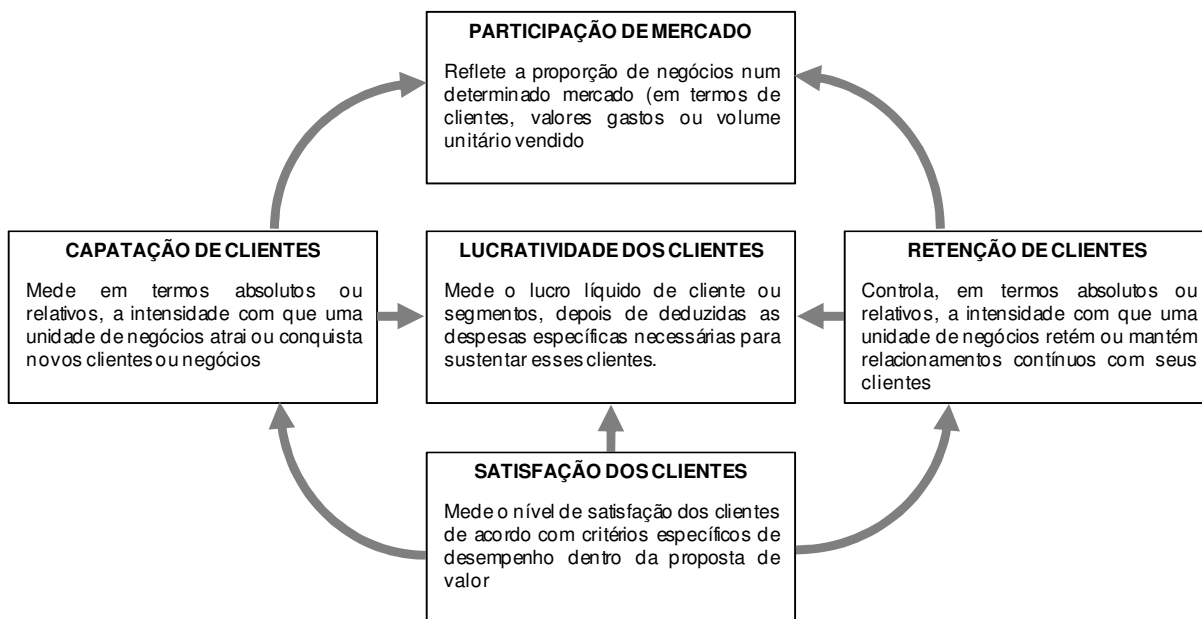 PARTICIPAÇÃO DE MERCADO
Reflete a proporção de negócios num
determinado mercado (em termos de
clientes, valores gastos ou volume
unitário vendido
CAPATAÇÃO DE CLIENTES
Mede em termos absolutos ou
relativos, a intensidade com que uma
unidade de negócios atrai ou conquista
novos clientes ou negócios
LUCRATIVIDADE DOS CLIENTES
Mede o lucro líquido de cliente ou
segmentos, depois de deduzidas as
despesas específicas necessárias para
sustentar esses clientes.
RETENÇÃO DE CLIENTES
Controla, em termos absolutos ou
relativos, a intensidade com que uma
unidade de negócios retém ou mantém
relacionamentos contínuos com seus
clientes
SATISFAÇÃO DOS CLIENTES
Mede o nível de satisfação dos clientes
de acordo com critérios específicos de
desempenho dentro da proposta de
valor